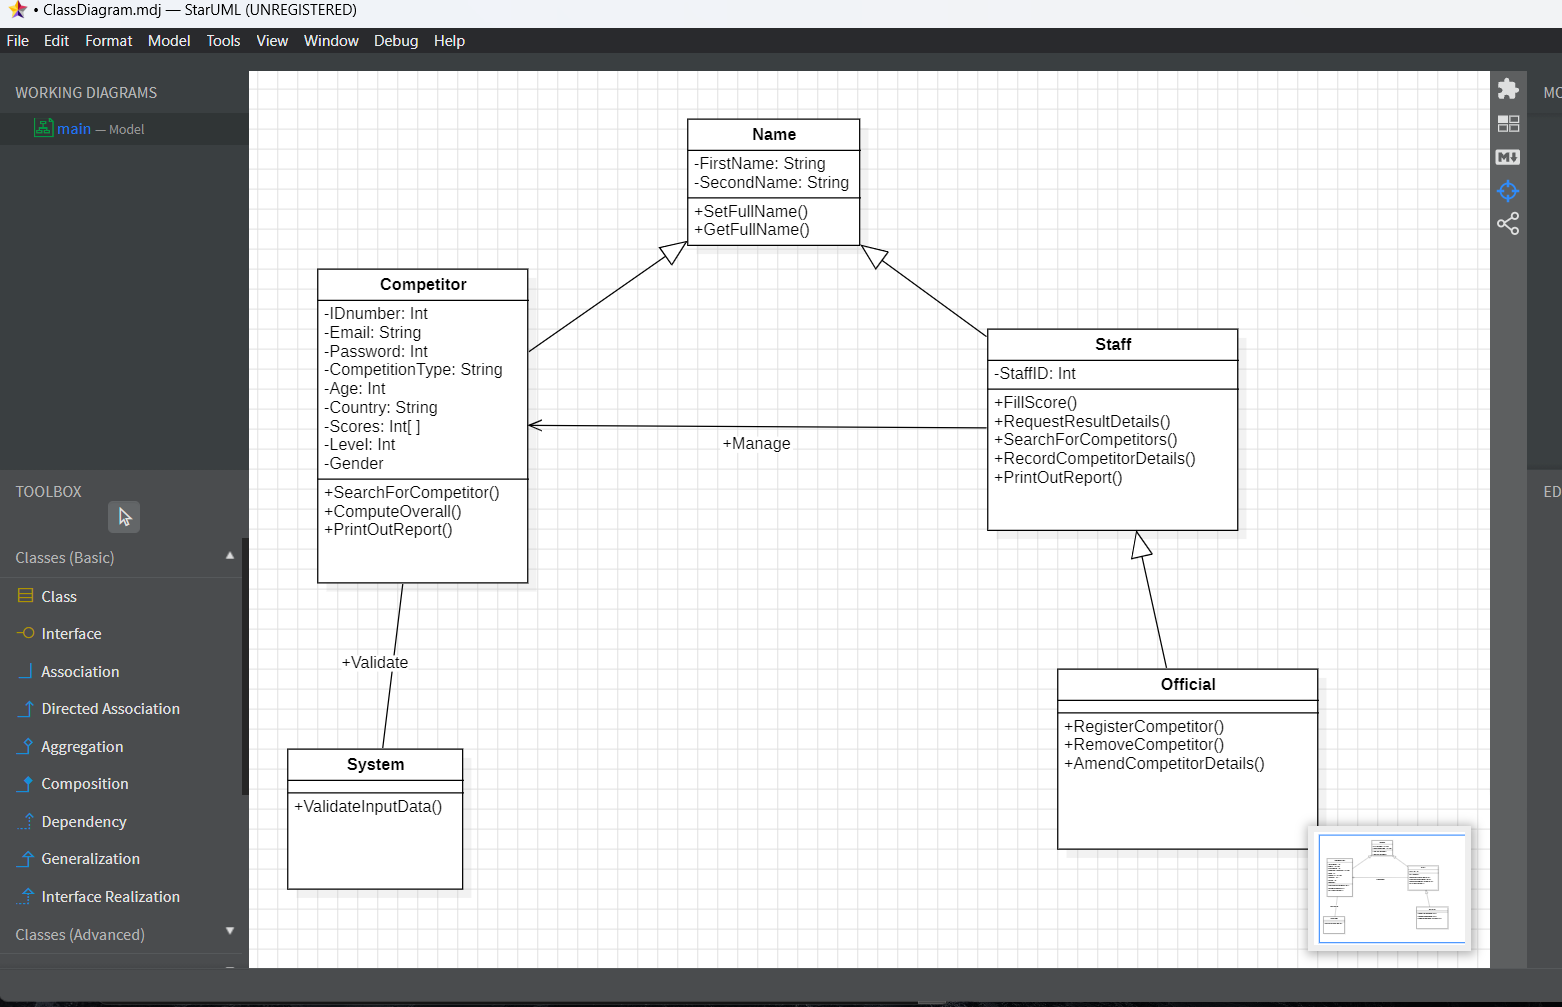 • ClassDiagram.mdj — StarUML (UNREGISTERED)
File Edit Format Model Tools View Window Debug Help
WORKING DIAGRAMS
main — Model
TOOLBOX
Classes (Basic)
Class
Interface
Association
Directed Association
Aggregation
Composition
Dependency
Generalization
Interface Realization
Classes (Advanced)
Name
-FirstName: String
-SecondName: String
+SetFullName()
+GetFullName()
Competitor
-IDnumber: Int
-Email: String
-Password: Int
-CompetitionType: String
-Age: Int
-Country: String
-Scores: Int[ ]
-Level: Int
-Gender
+SearchForCompetitor()
+ComputeOverall()
+PrintOutReport()
+Manage
Staff
-StaffID: Int
+FillScore()
+RequestResultDetails()
+SearchForCompetitors()
+RecordCompetitorDetails()
+PrintOutReport()
+Validate
System
+ValidateInputData()
Official
+RegisterCompetitor()
+RemoveCompetitor()
+AmendCompetitorDetails()
M
MO
ED